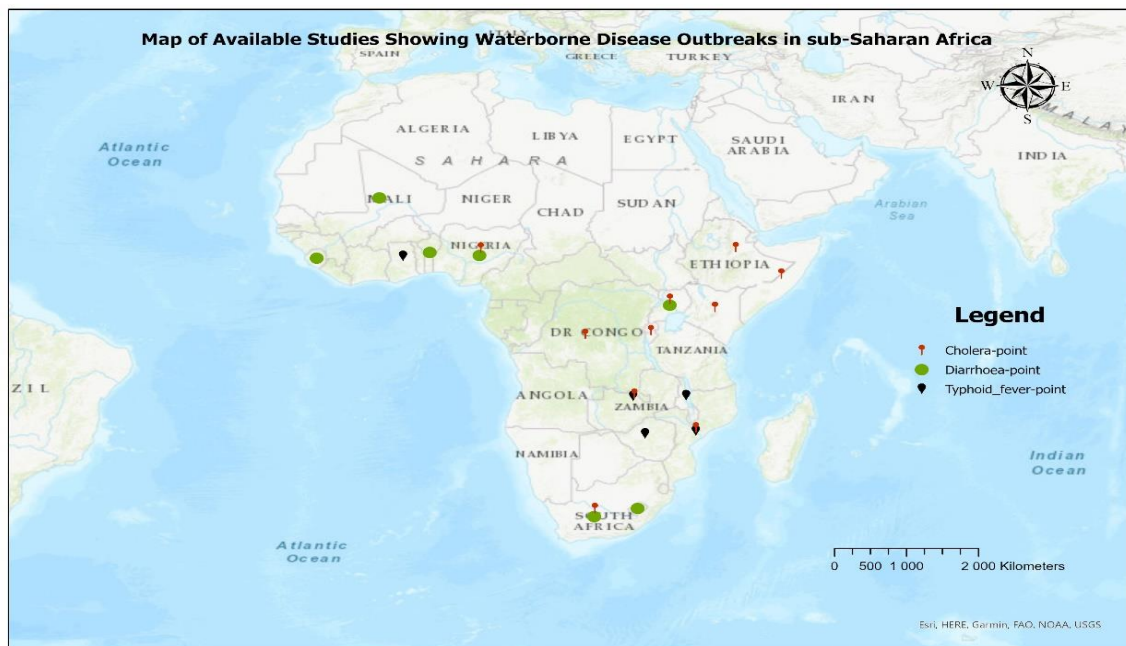 Map of Available Studies Showing Waterborne Disease Outbreaks in sub-Saharan Africa
SPAIN
ITALY
GREECE
TURKEY
N
W
E
S
IRAN
ALGERIA
LIBYA
EGYPT
SAUDI
ARABIA
Atlantic
Ocean
SAHARA
INDIA
MALI
NIGER
CHAD
SUDAN
Arabian
Sea
NIGERIA
ETHIOPIA
Legend
DR CONGO
TANZANIA
Cholera-point
Diarrhoea-point
Typhoid_fever-point
ZIL
ANGOLA
ZAMBIA
NAMIBIA
Indian
Ocean
SOUTH
AFRICA
Atlantic
Ocean
0 500 1 000 2 000 Kilometers
Esri, HERE, Garmin, FAO, NOAA, USGS